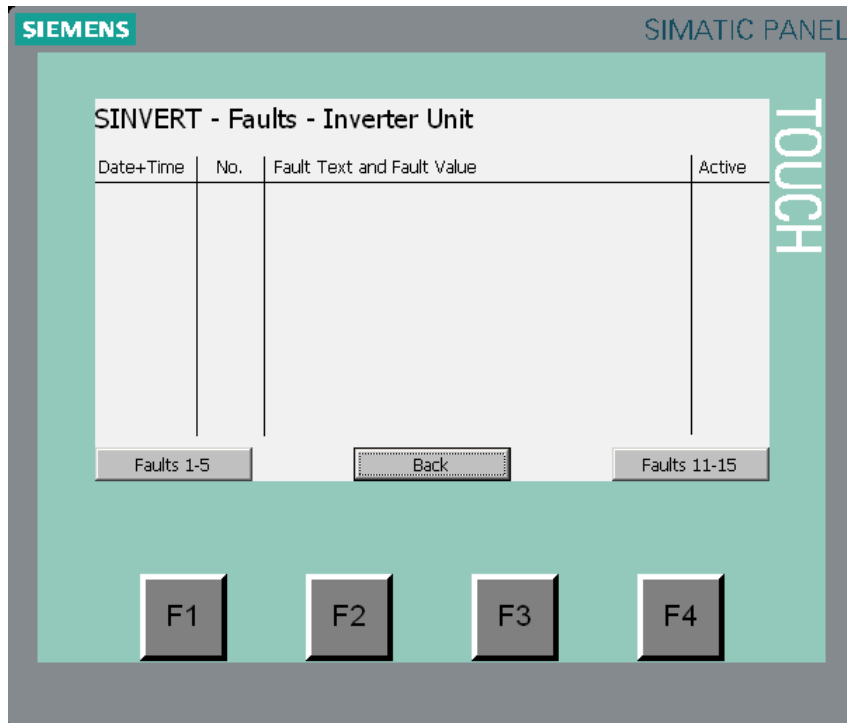 SIEMENS
SIMATIC PANEL
TOUCH
SINVERT - Faults - Inverter Unit
Date+Time No. Fault Text and Fault Value Active
Faults 1-5 Back Faults 11-15
F1 F2 F3 F4